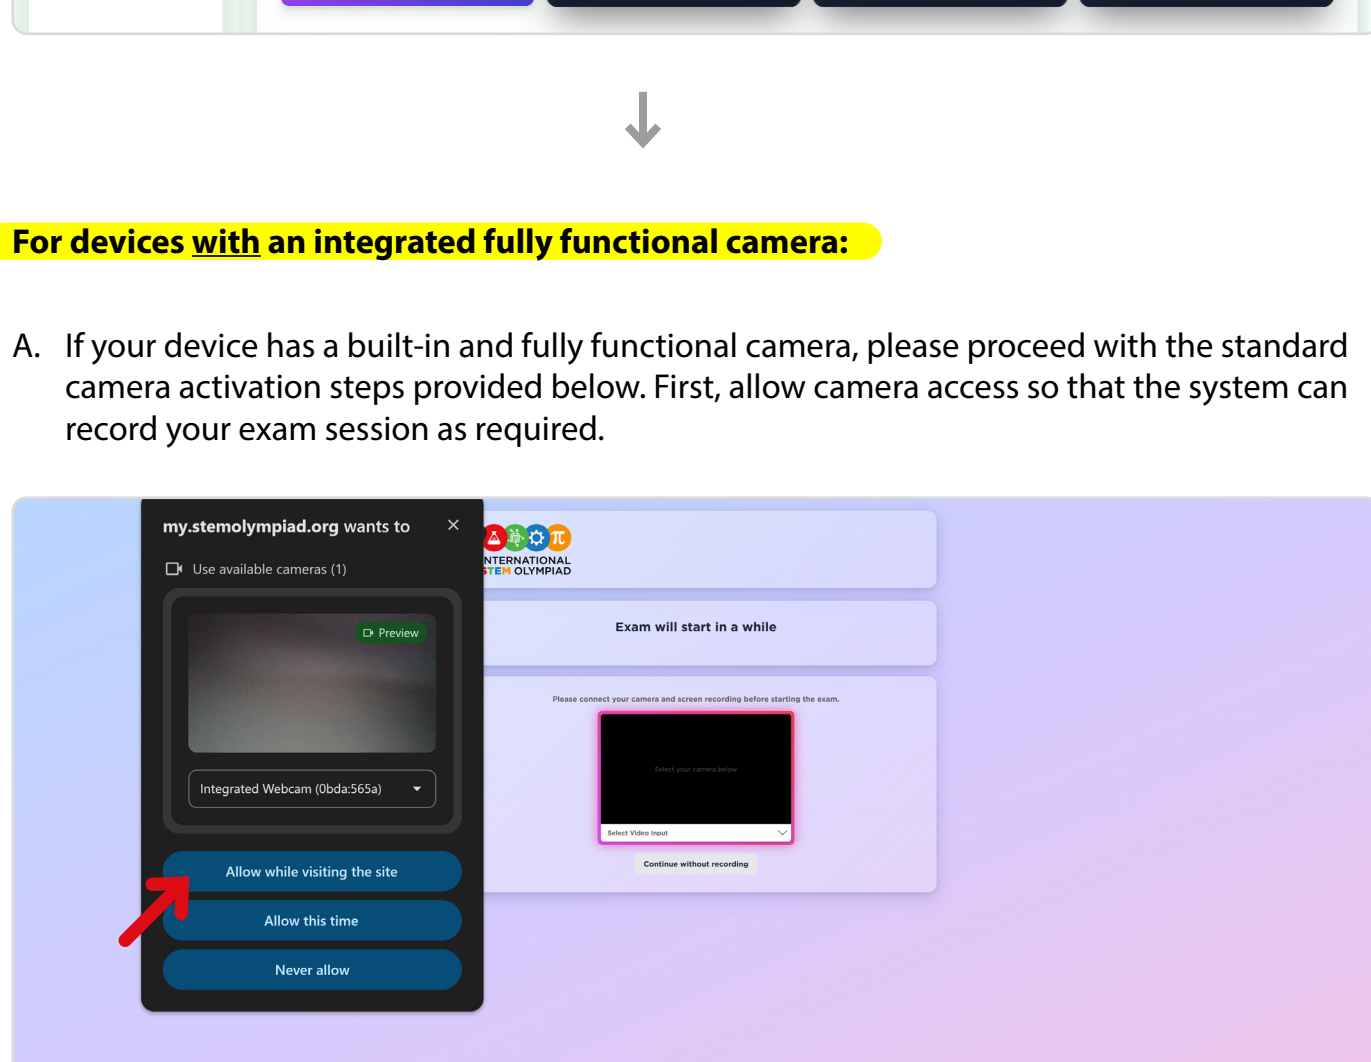 For devices with an integrated fully functional camera:
A. If your device has a built-in and fully functional camera, please proceed with the standard
camera activation steps provided below. First, allow camera access so that the system can
record your exam session as required.
my.stemolympiad.org wants to
Use available cameras (1)
Preview
Integrated Webcam (0bda:565a)
Allow while visiting the site
Allow this time
Never allow
π
NTERNATIONAL
TEM OLYMPIAD
Exam will start in a while
Please connect your camera and screen recording before starting the exam.
Select your camera below
Select Video Input
Continue without recording